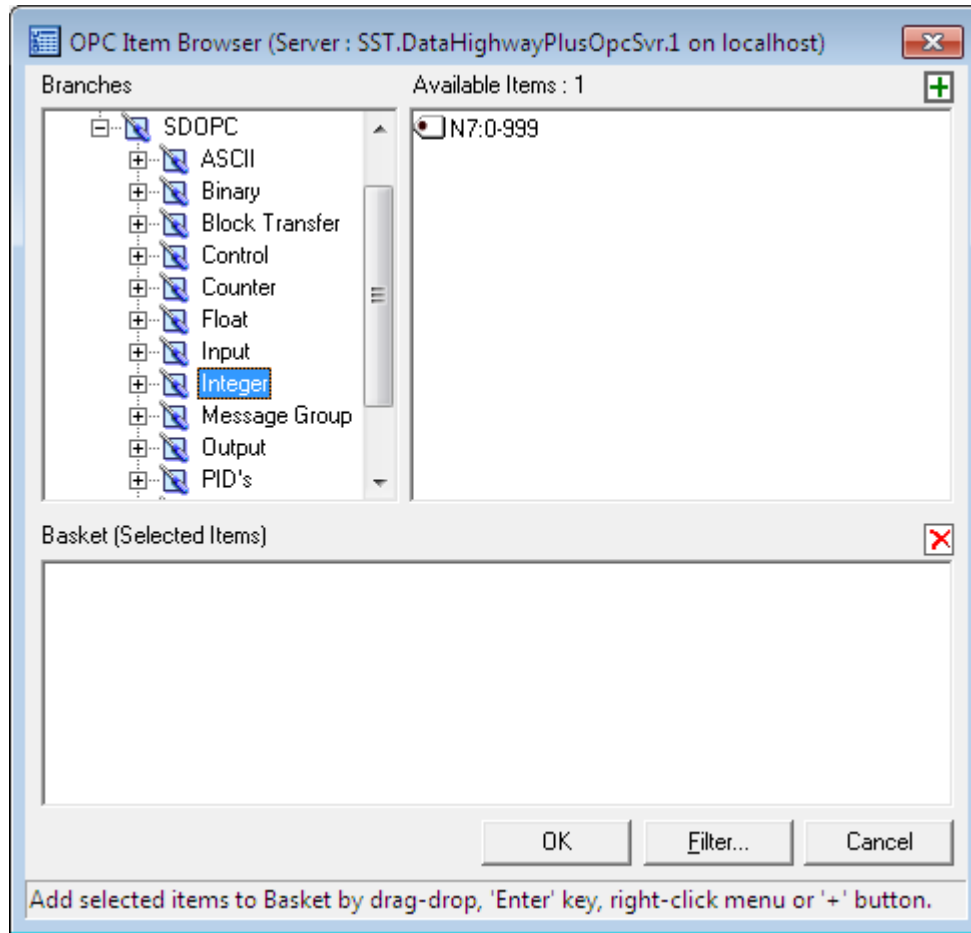 OPC Item Browser (Server : SST.DataHighwayPlusOpcSvr.1 on localhost)
Branches
Available Items : 1
SDOPC
ASCII
Binary
Block Transfer
Control
Counter
Float
Input
Integer
Message Group
Output
PID's
N7:0-999
Basket (Selected Items)
OK
Filter...
Cancel
Add selected items to Basket by drag-drop, 'Enter' key, right-click menu or '+' button.